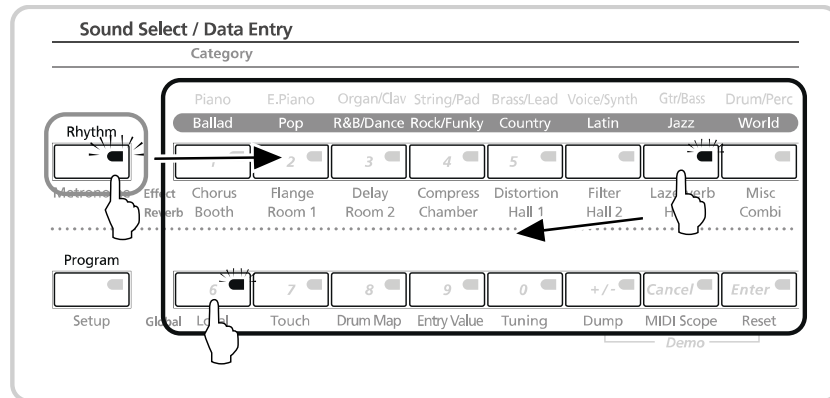 Sound Select / Data Entry
Category
Piano E.Piano Organ/Clav String/Pad Brass/Lead Voice/Synth Gtr/Bass Drum/Perc
Rhythm Ballad Pop R&B/Dance Rock/Funky Country Latin Jazz World
2 3 4 5
Metronome Effect Chorus Flange Delay Compress Distortion Filter Misc
Reverb Booth Room 1 Room 2 Chamber Hall 1 Hall 2 Combi
Program
6 7 8 9 0 +/- Cancel Enter
Setup Global Local Touch Drum Map Entry Value Tuning Dump MIDI Scope Reset
Demo